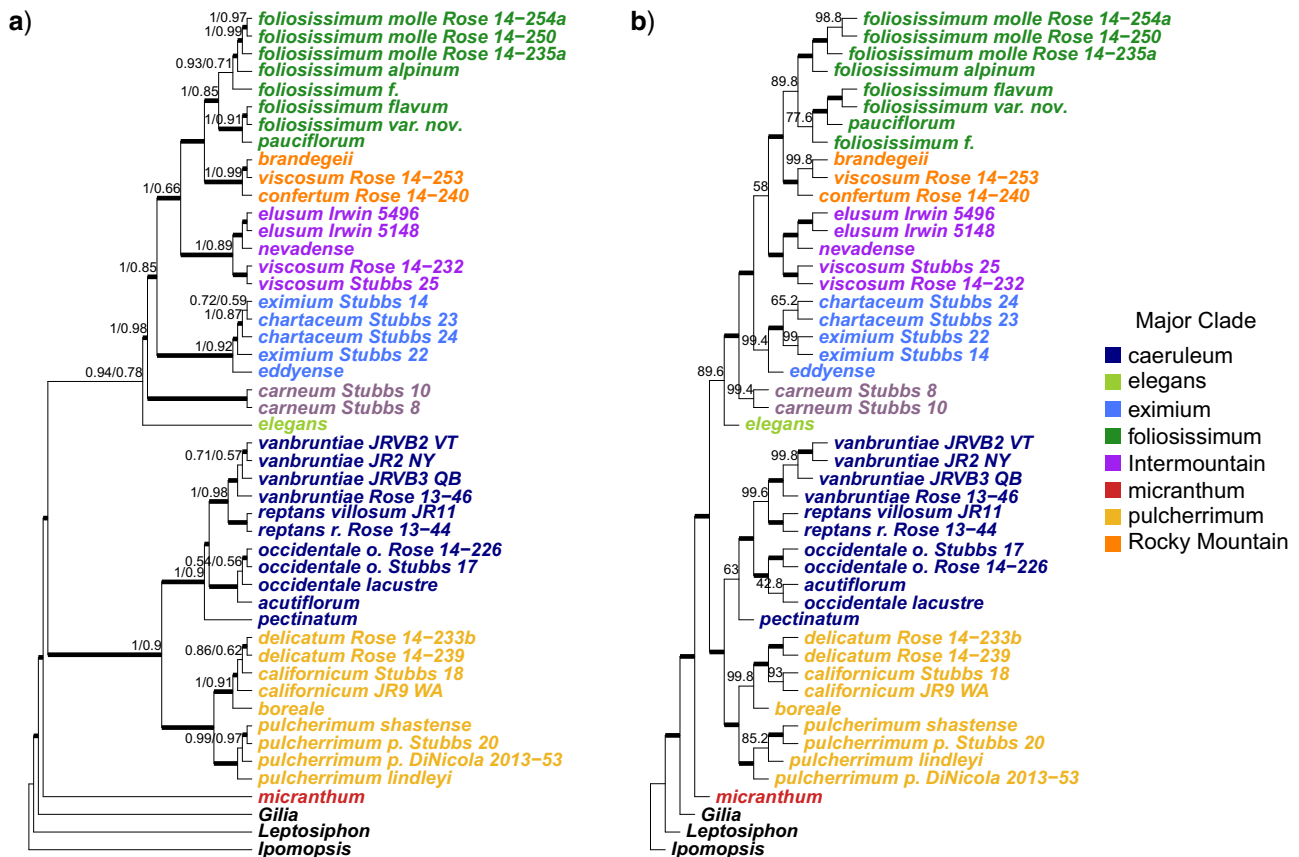 a)
1/0.97
1/0.99
0.93/0.71
1/0.85
1/0.91
1/0.99
1/0.66
1/0.89
1/0.85
0.72/0.59
1/0.87
1/0.98
1/0.92
0.94/0.78
0.71/0.57
1/0.98
0.54/0.56
1/0.9
1/0.9
0.86/0.62
1/0.91
0.99/0.97
foliosissimum molle Rose 14−254a
foliosissimum molle Rose 14−250
foliosissimum molle Rose 14−235a
foliosissimum alpinum
foliosissimum f.
foliosissimum flavum
foliosissimum var. nov.
pauciflorum
brandegeii
viscosum Rose 14−253
confertum Rose 14−240
elusum Irwin 5496
elusum Irwin 5148
nevadense
viscosum Rose 14−232
viscosum Stubbs 25
eximium Stubbs 14
chartaceum Stubbs 23
chartaceum Stubbs 24
eximium Stubbs 22
eddyense
carneum Stubbs 10
carneum Stubbs 8
elegans
vanbruntiae JRVB2 VT
vanbruntiae JR2 NY
vanbruntiae JRVB3 QB
vanbruntiae Rose 13−46
reptans villosum JR11
reptans r. Rose 13−44
occidentale o. Rose 14−226
occidentale o. Stubbs 17
occidentale lacustre
acutiflorum
pectinatum
delicatum Rose 14−233b
delicatum Rose 14−239
californicum Stubbs 18
californicum JR9 WA
boreale
pulcherimum shastense
pulcherrimum p. Stubbs 20
pulcherrimum p. DiNicola 2013−53
pulcherrimum lindleyi
micranthum
Gilia
Leptosiphon
Ipomopsis
b)
98.8
89.8
77.6
99.8
58
65.2
99.4
99
89.6
99.4
99.8
99.6
63
42.8
99.8
93
85.2
foliosissimum molle Rose 14−254a
foliosissimum molle Rose 14−250
foliosissimum molle Rose 14−235a
foliosissimum alpinum
foliosissimum flavum
foliosissimum var. nov.
pauciflorum
foliosissimum f.
brandegeii
viscosum Rose 14−253
confertum Rose 14−240
elusum Irwin 5496
elusum Irwin 5148
nevadense
viscosum Stubbs 25
viscosum Rose 14−232
chartaceum Stubbs 24
chartaceum Stubbs 23
eximium Stubbs 22
eximium Stubbs 14
eddyense
carneum Stubbs 8
carneum Stubbs 10
elegans
vanbruntiae JRVB2 VT
vanbruntiae JR2 NY
vanbruntiae JRVB3 QB
vanbruntiae Rose 13−46
reptans villosum JR11
reptans r. Rose 13−44
occidentale o. Stubbs 17
occidentale o. Rose 14−226
acutiflorum
occidentale lacustre
pectinatum
delicatum Rose 14−233b
delicatum Rose 14−239
californicum Stubbs 18
californicum JR9 WA
boreale
pulcherimum shastense
pulcherrimum p. Stubbs 20
pulcherrimum lindleyi
pulcherrimum p. DiNicola 2013−53
micranthum
Gilia
Leptosiphon
Ipomopsis
Major Clade
caeruleum
elegans
eximium
foliosissimum
Intermountain
micranthum
pulcherrimum
Rocky Mountain